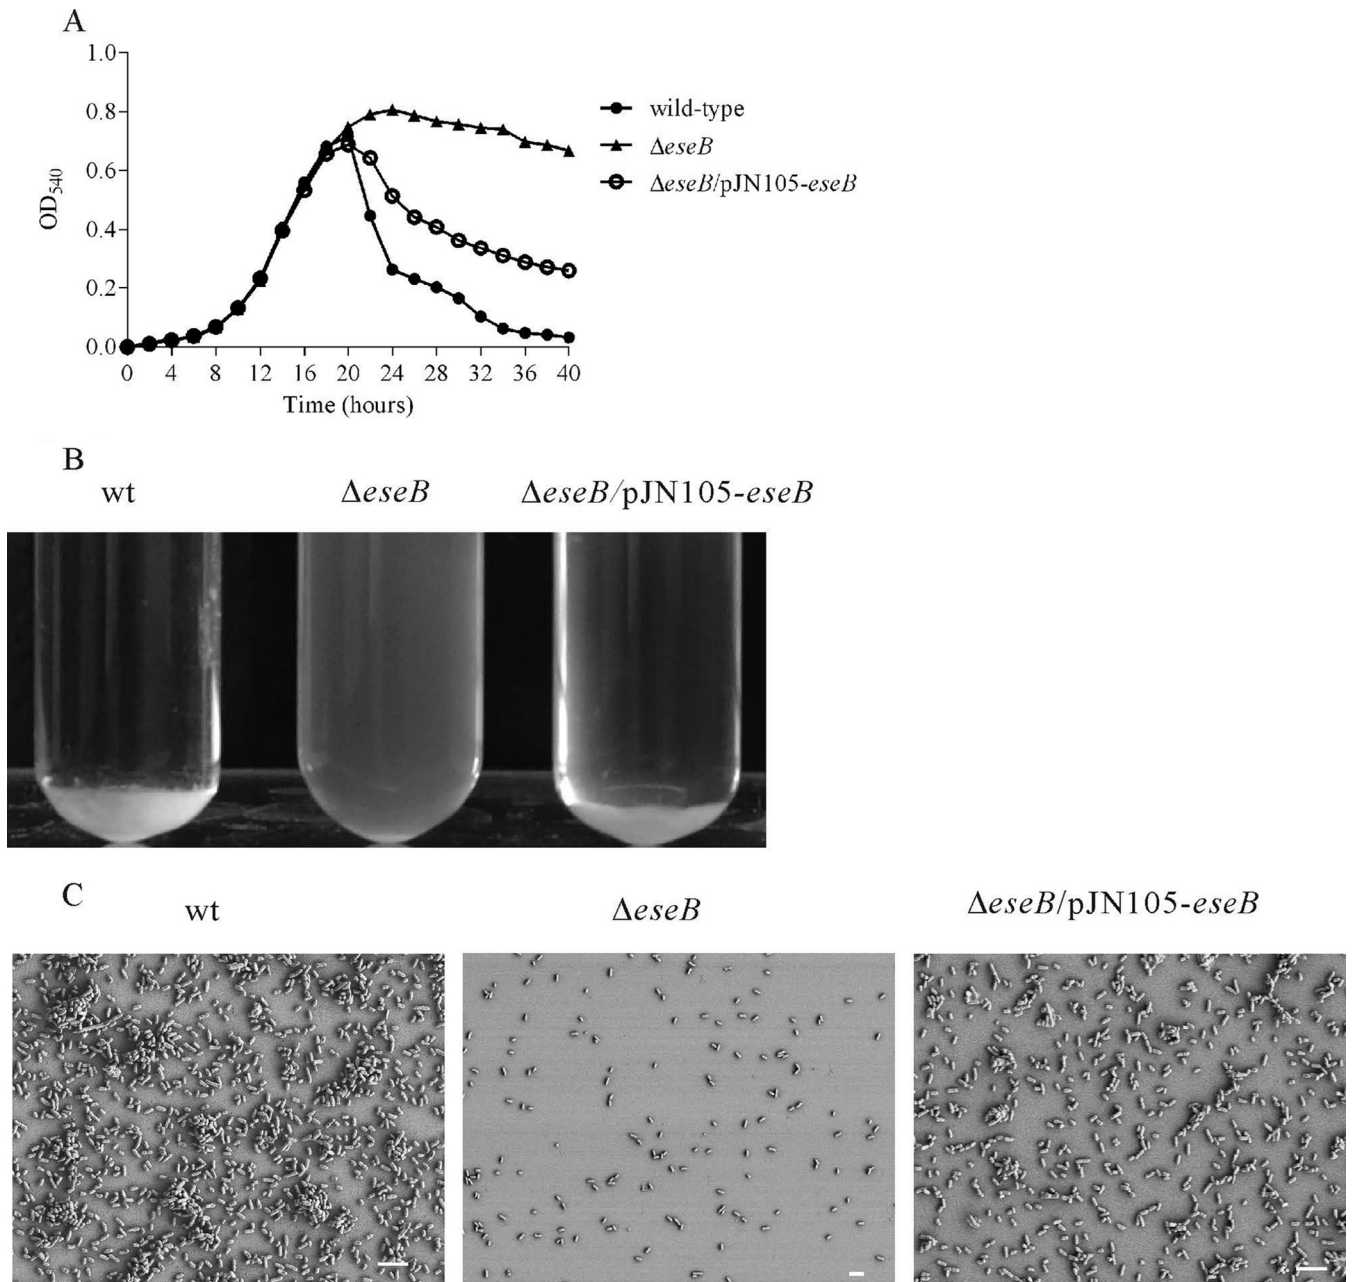 A
1.0
0.8
0.6
0.4
0.2
0.0
OD540
0 4 8 12 16 20 24 28 32 36 40
Time (hours)
wild-type
ΔeseB
ΔeseB/pJN105-eseB
B
wt ΔeseB ΔeseB/pJN105-eseB
C
wt ΔeseB ΔeseB/pJN105-eseB